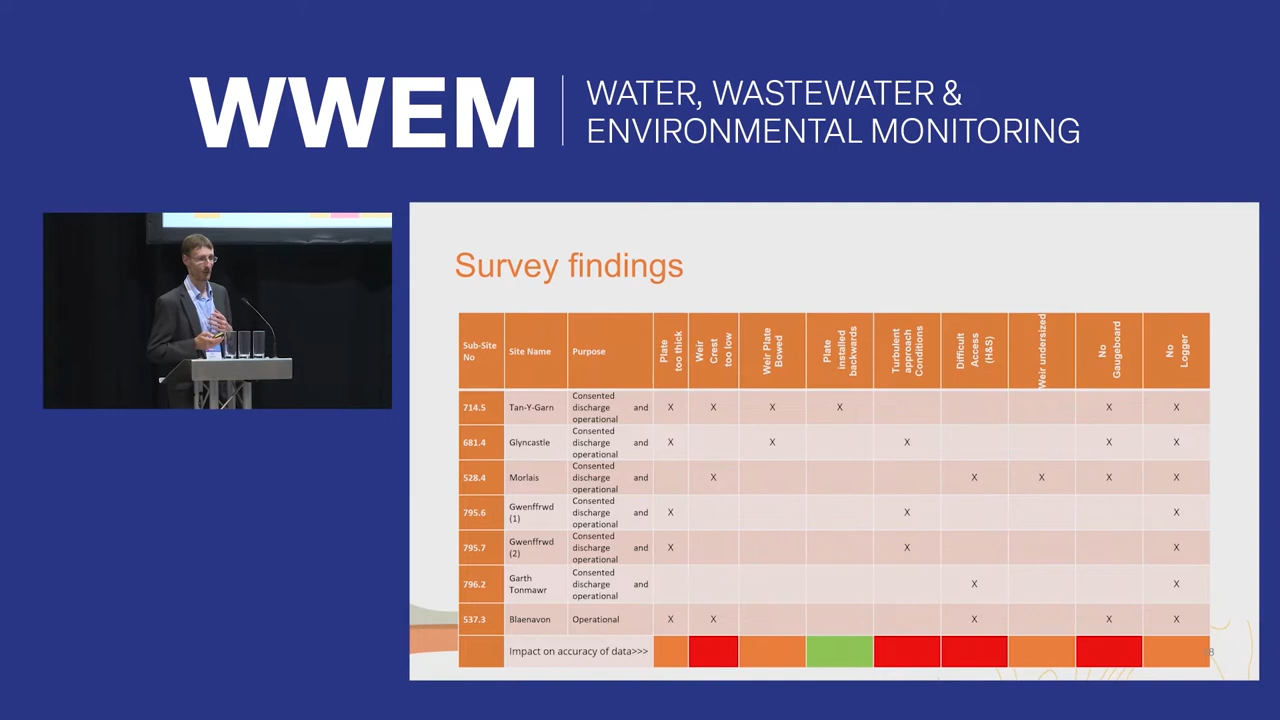 WWEM
WATER, WASTEWATER &
ENVIRONMENTAL MONITORING
Survey findings
Sub-Site
No
Site Name
Purpose
Plate
too thick
Weir
Crest
too low
Weir Plate
Bowed
Plate
installed
backwards
Turbulent
approach
Conditions
Difficult
Access
(H&S)
Weir undersized
No
Gaugeboard
No
Logger
714.5 Tan-Y-Garn
Consented
discharge and
operational
X X X X X X
681.4 Glyncastle
Consented
discharge and
operational
X X X X X
528.4 Morlais
Consented
discharge and
operational
X X X X X
795.6 Gwenffrwd
(1)
Consented
discharge and
operational
X X X
795.7 Gwenffrwd
(2)
Consented
discharge and
operational
X X X
796.2 Garth
Tonmawr
Consented
discharge and
operational
X X
537.3 Blaenavon Operational X X X X X
Impact on accuracy of data>>>